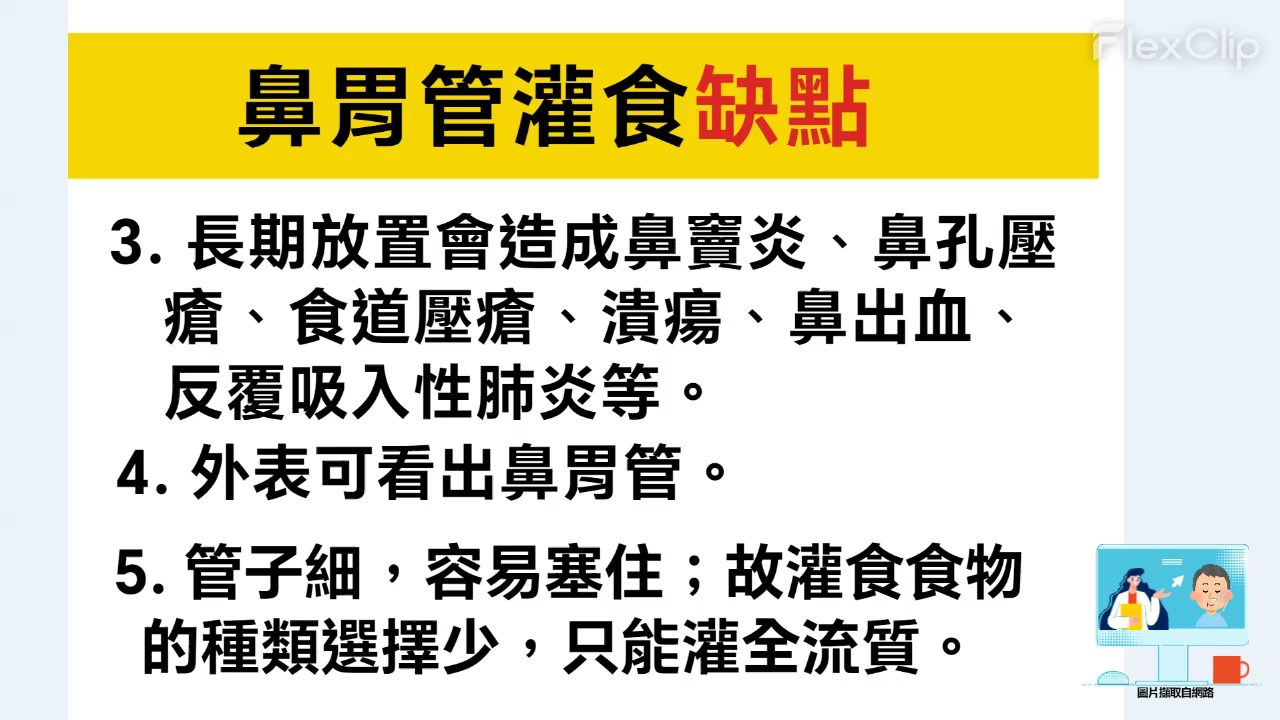 FlexClip
鼻胃管灌食缺點
3. 長期放置會造成鼻竇炎、鼻孔壓
瘡、食道壓瘡、潰瘍、鼻出血、
反覆吸入性肺炎等。
4. 外表可看出鼻胃管。
5. 管子細，容易塞住；故灌食食物
的種類選擇少，只能灌全流質。
圖片擷取自網路